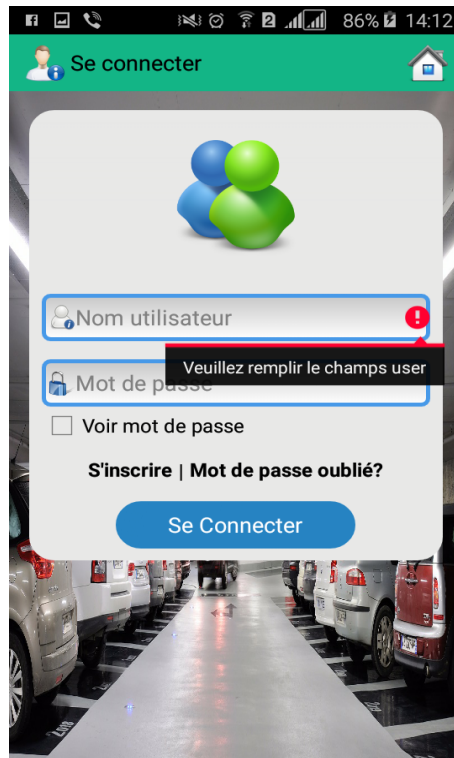 2 86% 14:12
Se connecter
Nom utilisateur
Veuillez remplir le champs user
Mot de passe
Voir mot de passe
S'inscrire | Mot de passe oublié?
Se Connecter